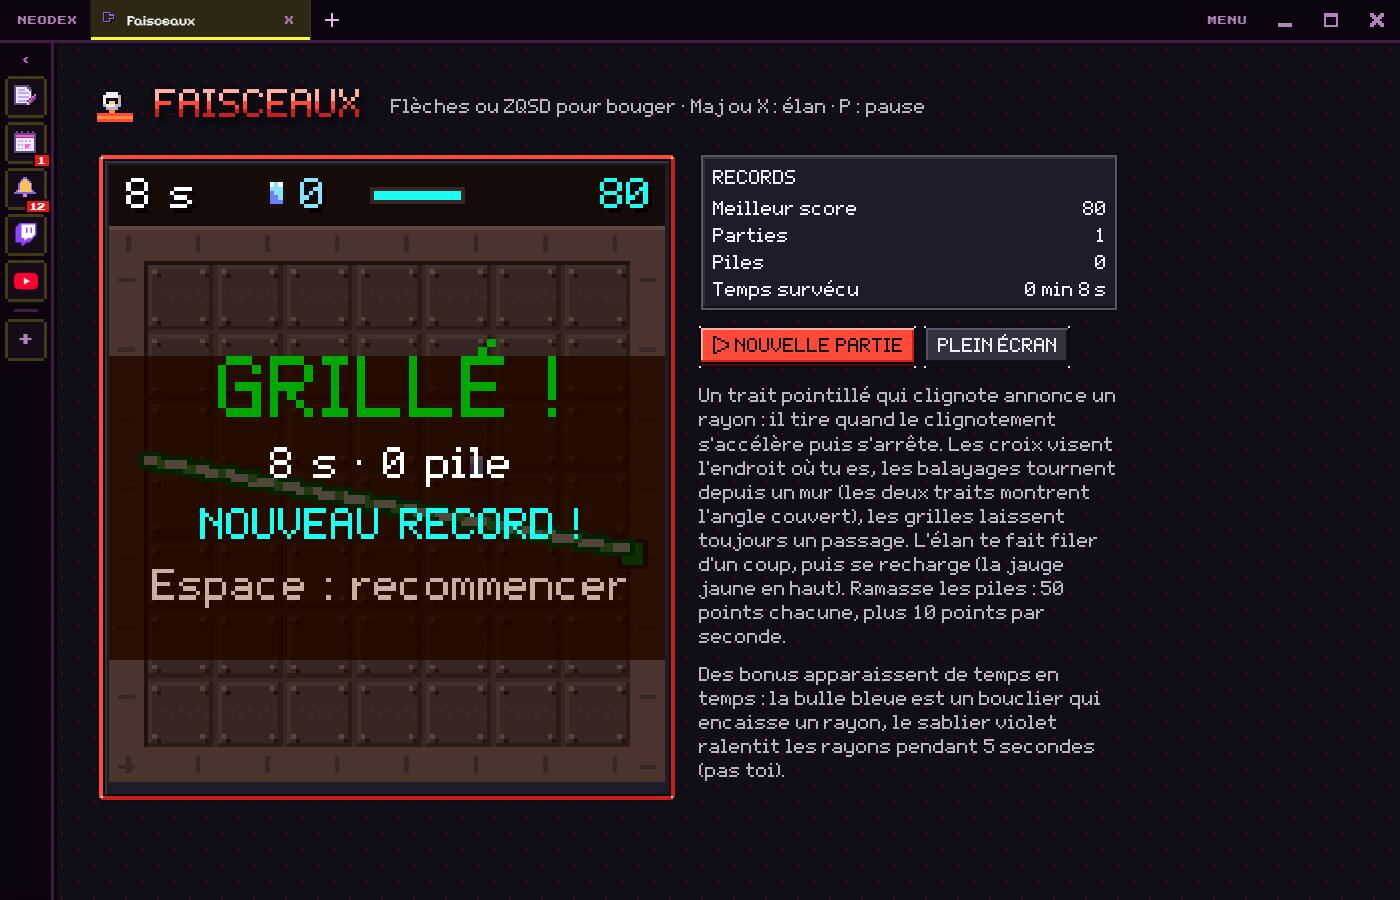 NEODEX
Faisceaux
MENU
1
12
FAISCEAUX
Flèches ou ZQSD pour bouger · Maj ou X : élan · P : pause
8 s
0
80
GRILLÉ !
8 s · 0 pile
NOUVEAU RECORD !
Espace : recommencer
RECORDS
Meilleur score 80
Parties 1
Piles 0
Temps survécu 0 min 8 s
NOUVELLE PARTIE
PLEIN ÉCRAN
Un trait pointillé qui clignote annonce un
rayon : il tire quand le clignotement
s'accélère puis s'arrête. Les croix visent
l'endroit où tu es, les balayages tournent
depuis un mur (les deux traits montrent
l'angle couvert), les grilles laissent
toujours un passage. L'élan te fait filer
d'un coup, puis se recharge (la jauge
jaune en haut). Ramasse les piles : 50
points chacune, plus 10 points par
seconde.
Des bonus apparaissent de temps en
temps : la bulle bleue est un bouclier qui
encaisse un rayon, le sablier violet
ralentit les rayons pendant 5 secondes
(pas toi).